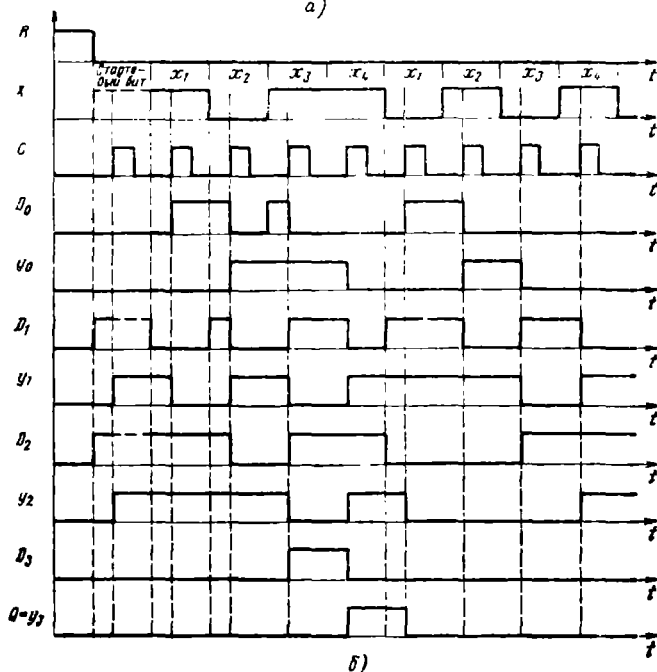 а)
R
t
Старто-
вый бит
x₁ x₂ x₃ x₄ x₁ x₂ x₃ x₄
X
t
C
t
D₀
t
y₀
t
D₁
t
y₁
t
D₂
t
y₂
t
D₃
t
Q=y₃
t
б)